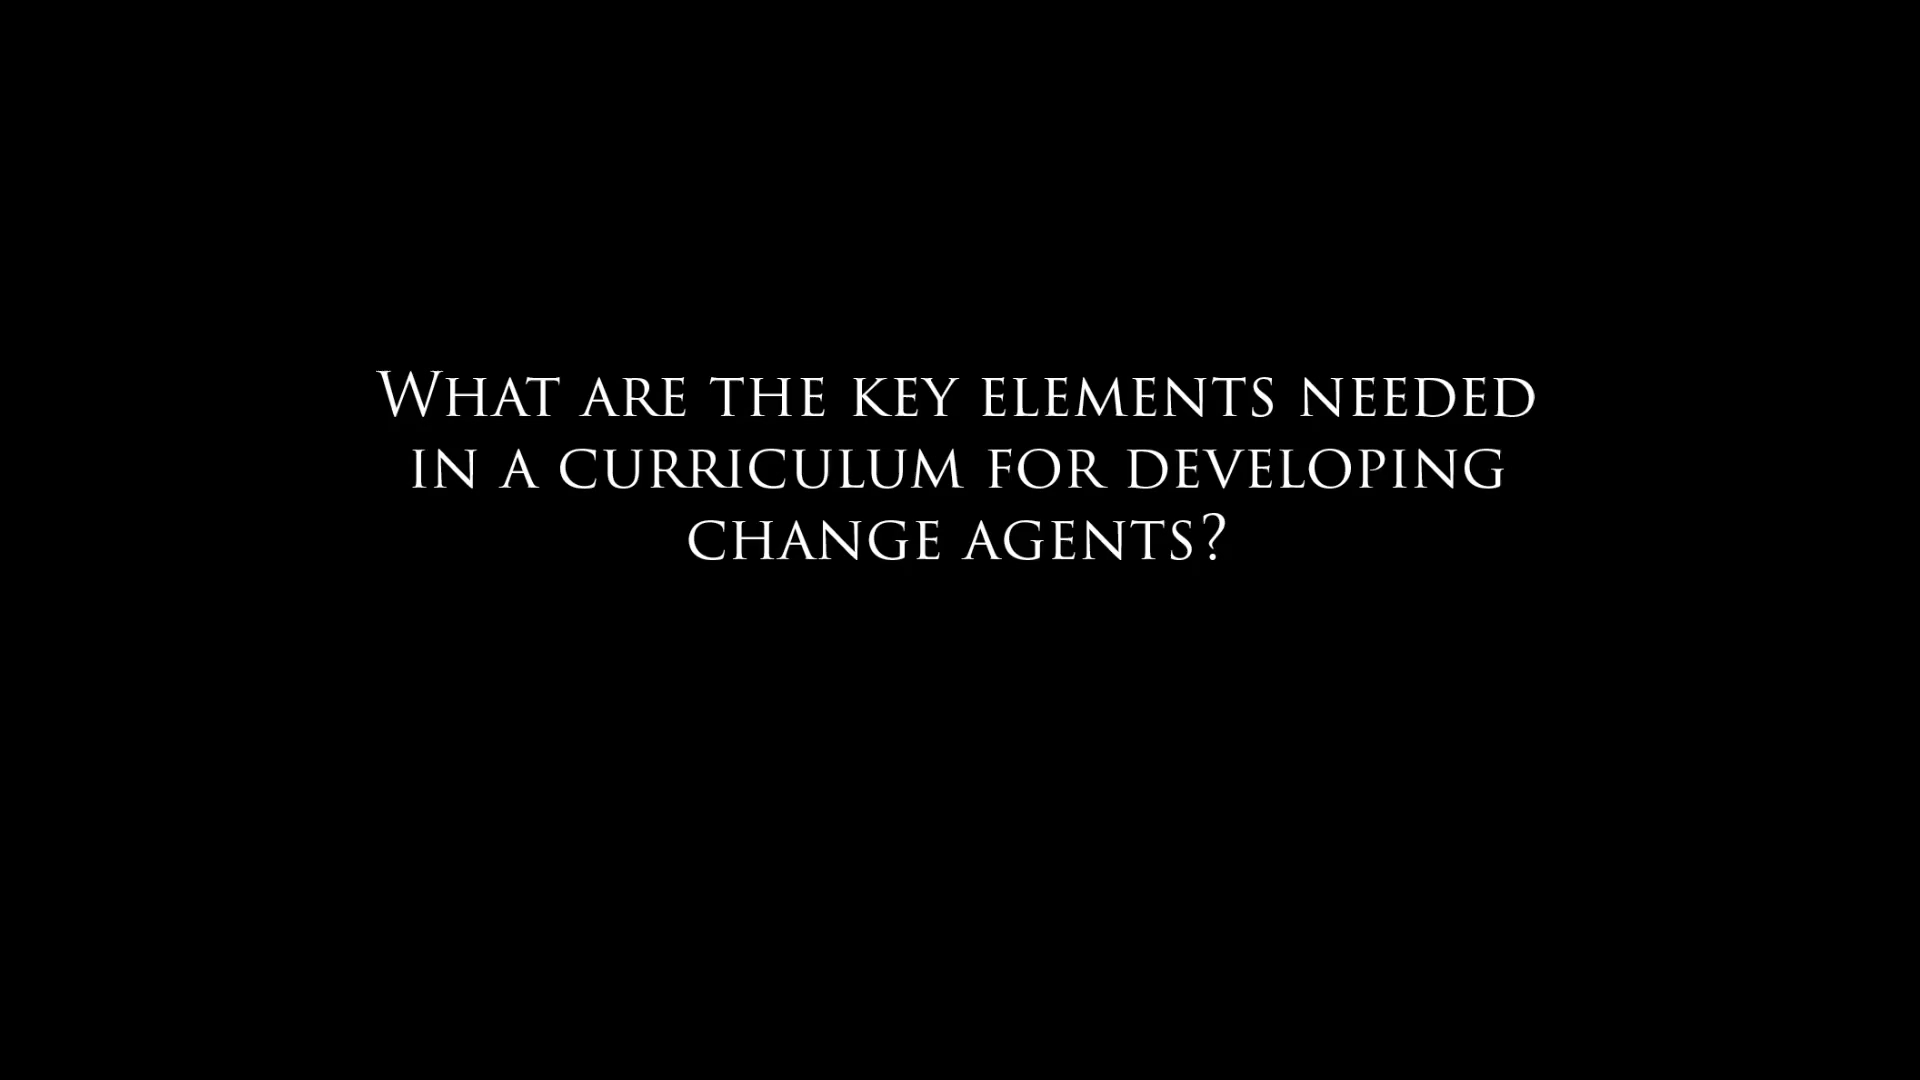 What are the key elements needed
in a curriculum for developing
change agents?